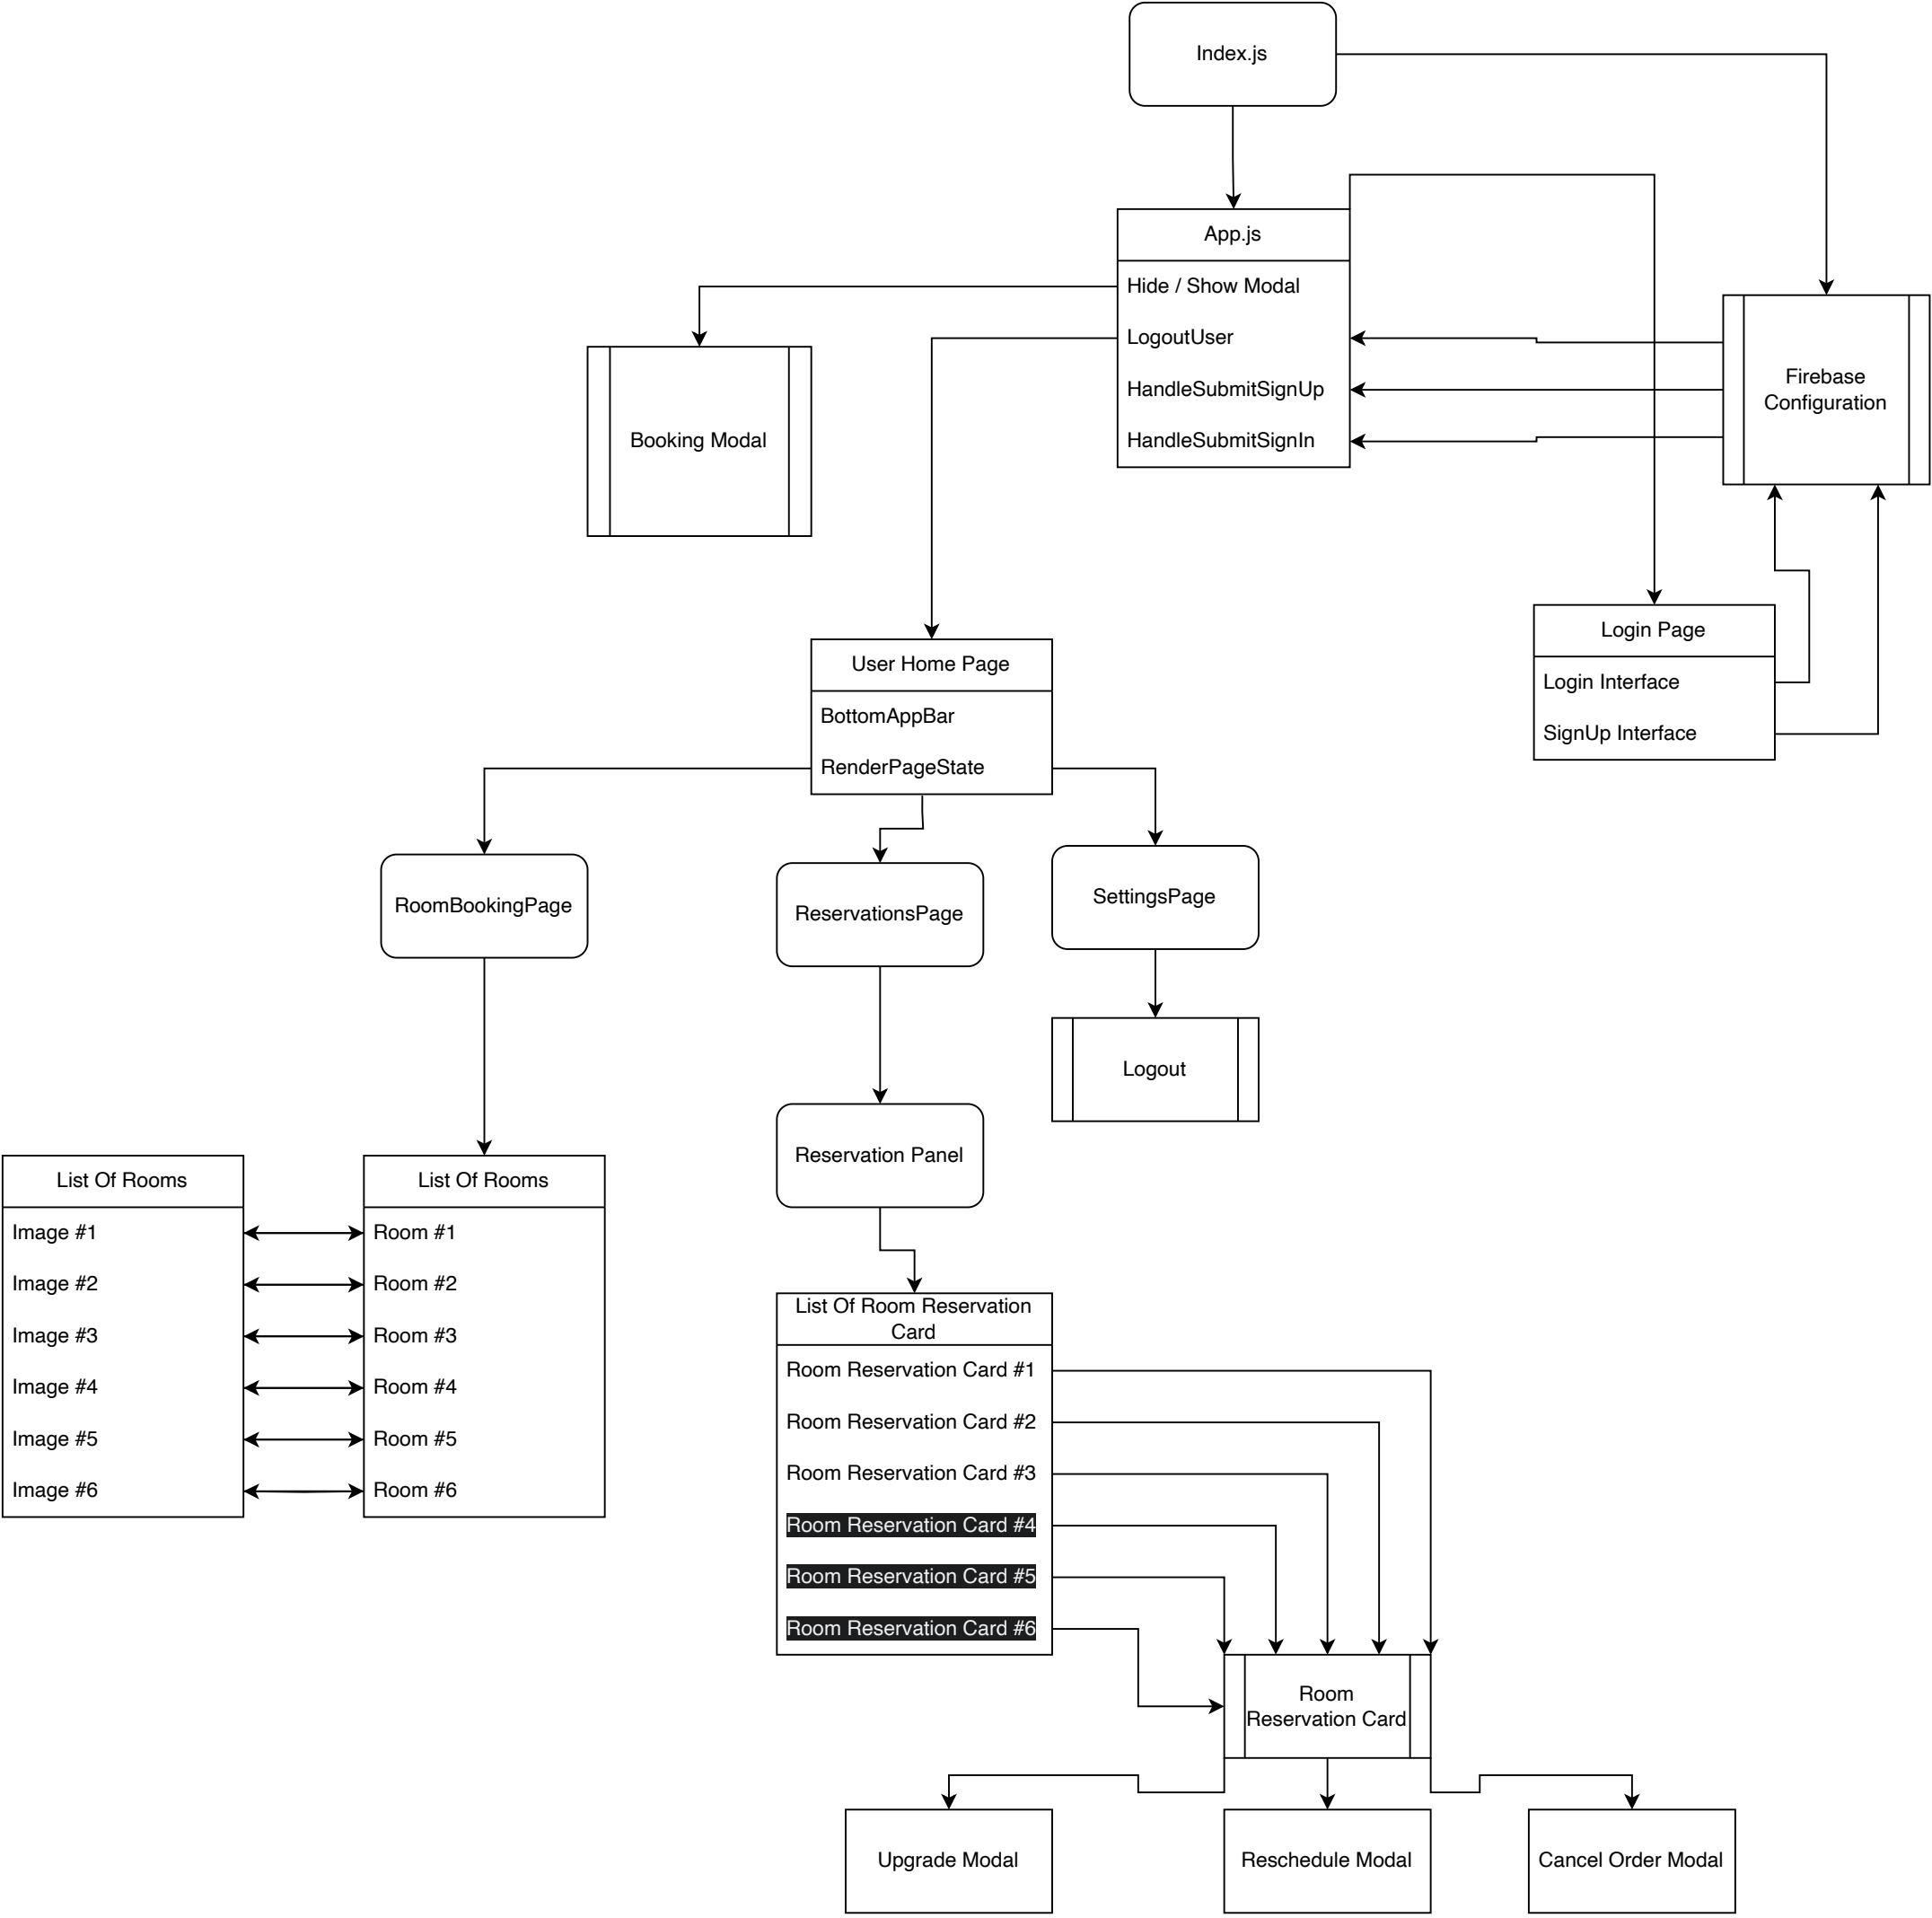 Index.js
App.js
Hide / Show Modal
LogoutUser
HandleSubmitSignUp
HandleSubmitSignIn
Firebase
Configuration
Booking Modal
Login Page
Login Interface
SignUp Interface
User Home Page
BottomAppBar
RenderPageState
RoomBookingPage
ReservationsPage
SettingsPage
Logout
Reservation Panel
List Of Rooms
Image #1
Image #2
Image #3
Image #4
Image #5
Image #6
List Of Rooms
Room #1
Room #2
Room #3
Room #4
Room #5
Room #6
List Of Room Reservation
Card
Room Reservation Card #1
Room Reservation Card #2
Room Reservation Card #3
Room Reservation Card #4
Room Reservation Card #5
Room Reservation Card #6
Room
Reservation Card
Upgrade Modal
Reschedule Modal
Cancel Order Modal